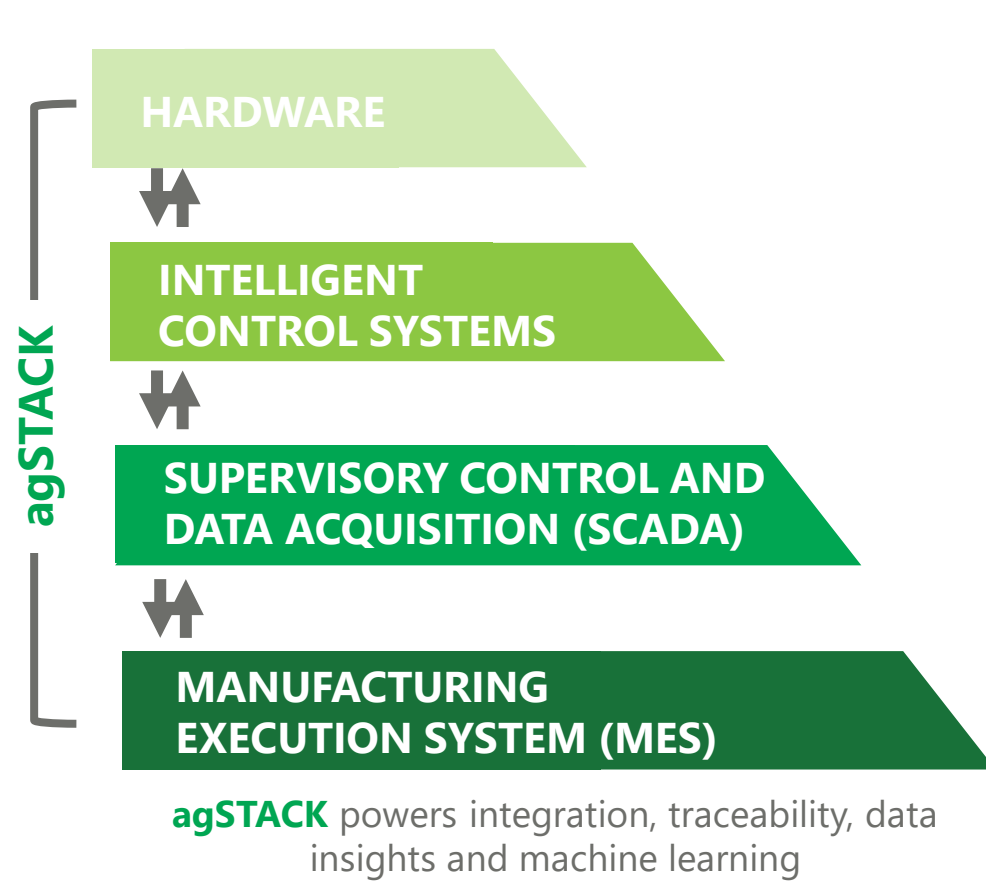 HARDWARE
INTELLIGENT
CONTROL SYSTEMS
agSTACK
SUPERVISORY CONTROL AND
DATA ACQUISITION (SCADA)
MANUFACTURING
EXECUTION SYSTEM (MES)
agSTACK powers integration, traceability, data
insights and machine learning